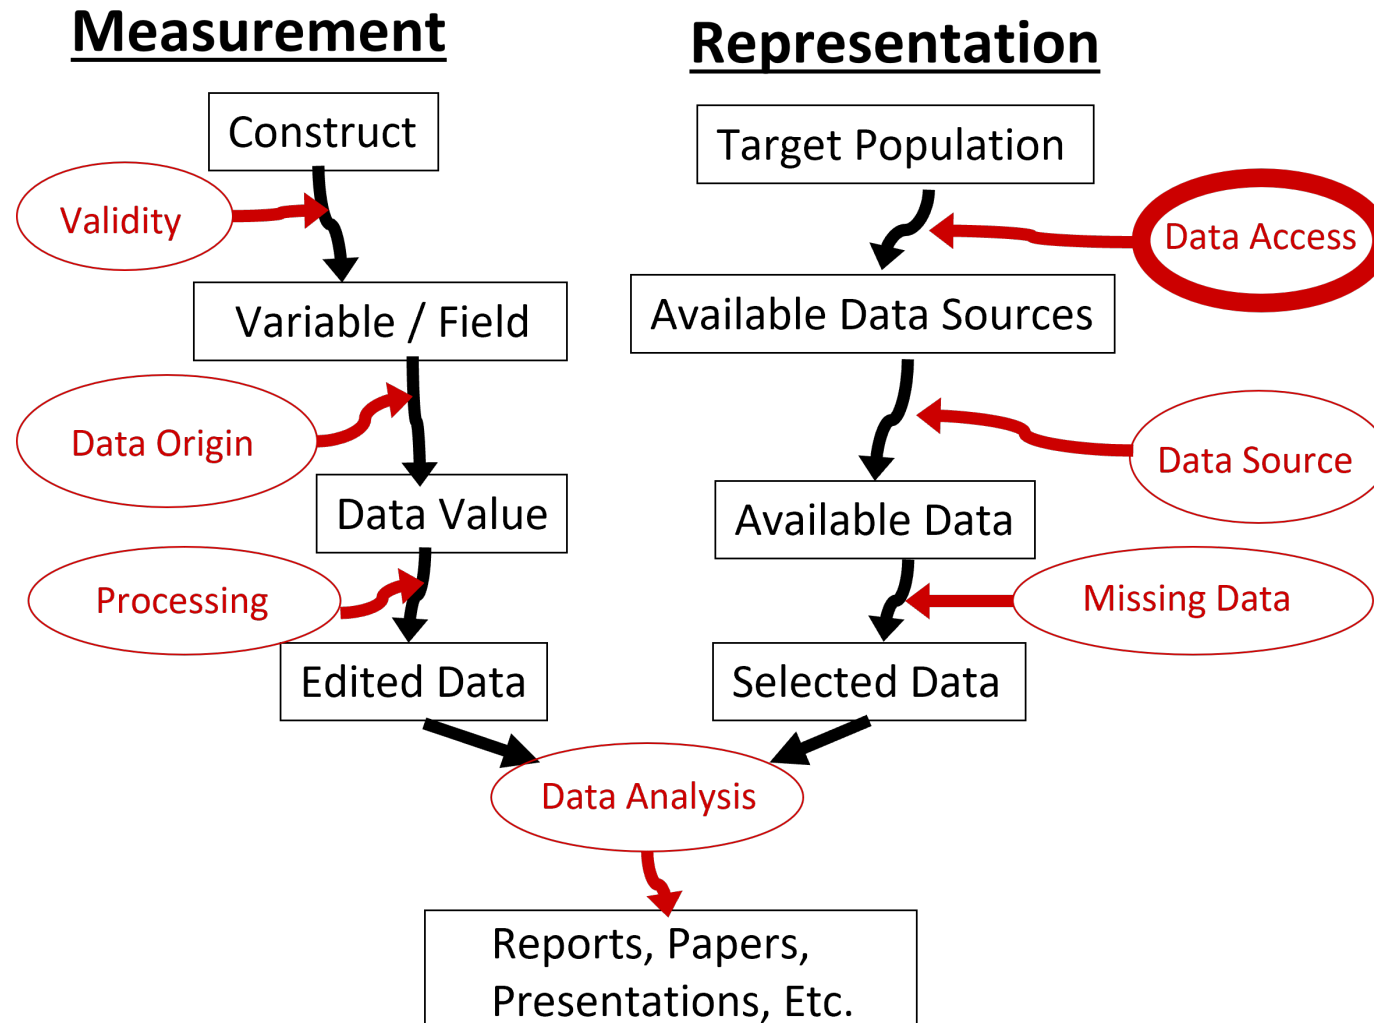 Measurement
Construct
Validity
Variable / Field
Data Origin
Data Value
Processing
Edited Data
Representation
Target Population
Data Access
Available Data Sources
Data Source
Available Data
Missing Data
Selected Data
Data Analysis
Reports, Papers,
Presentations, Etc.